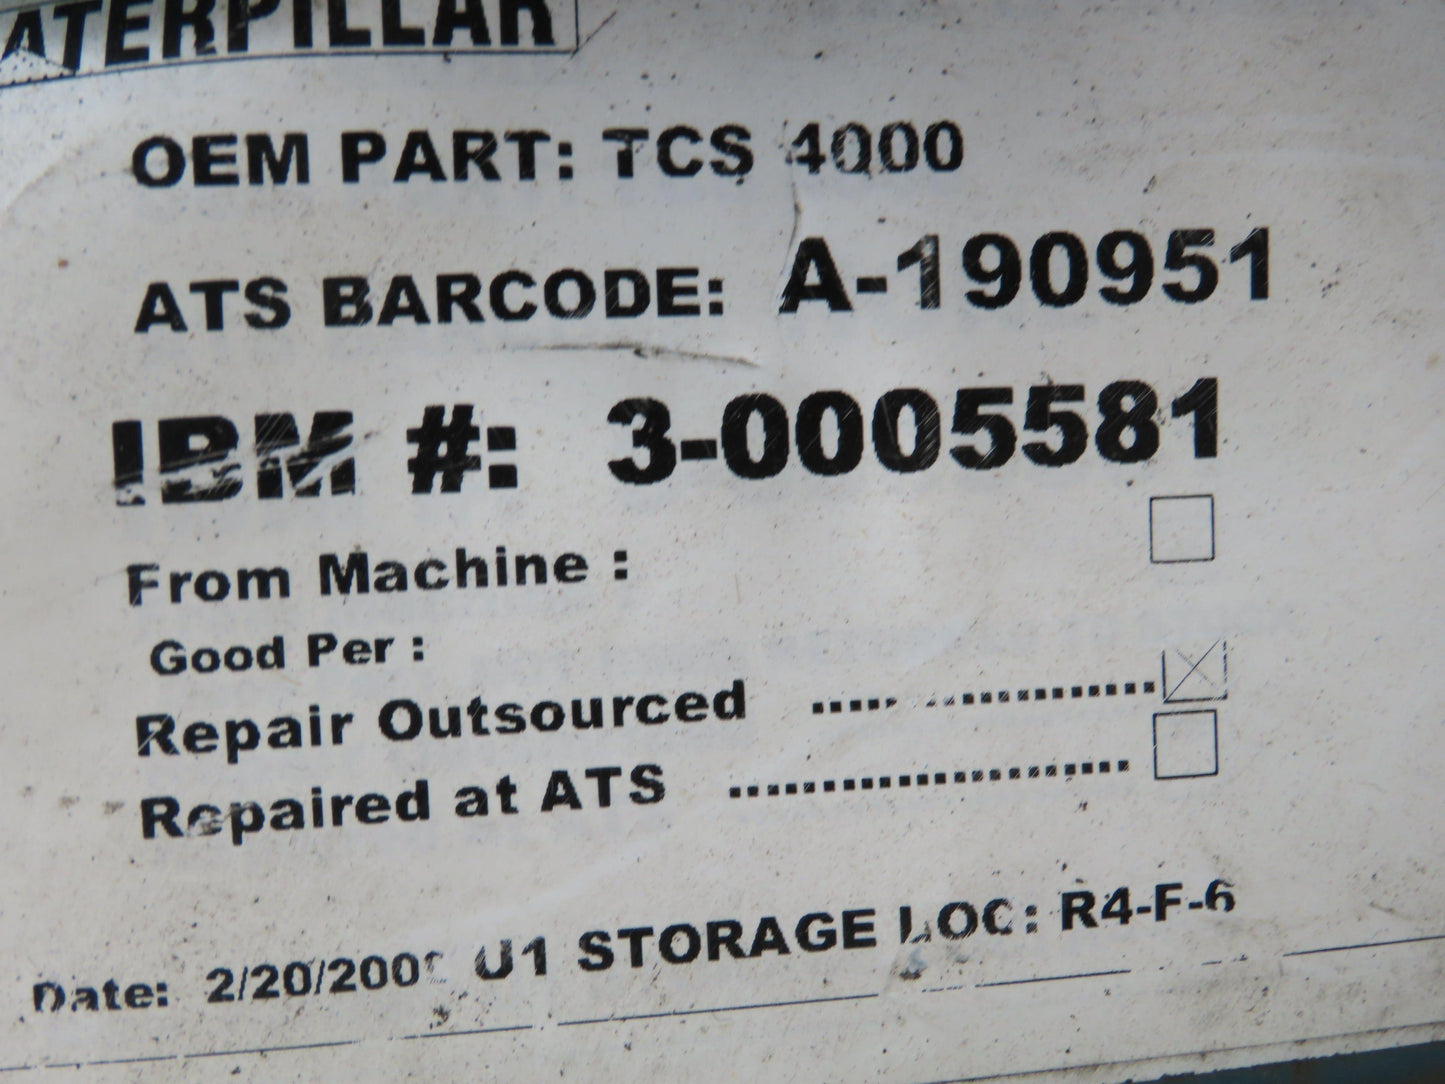 CATERPILLAR
OEM PART: TCS 4000
ATS BARCODE: A-190951
IBM #: 3-0005581
From Machine :
Good Per :
Repair Outsourced ....................
Repaired at ATS ..............................
Date: U1 STORAGE LOC: R4-F-6